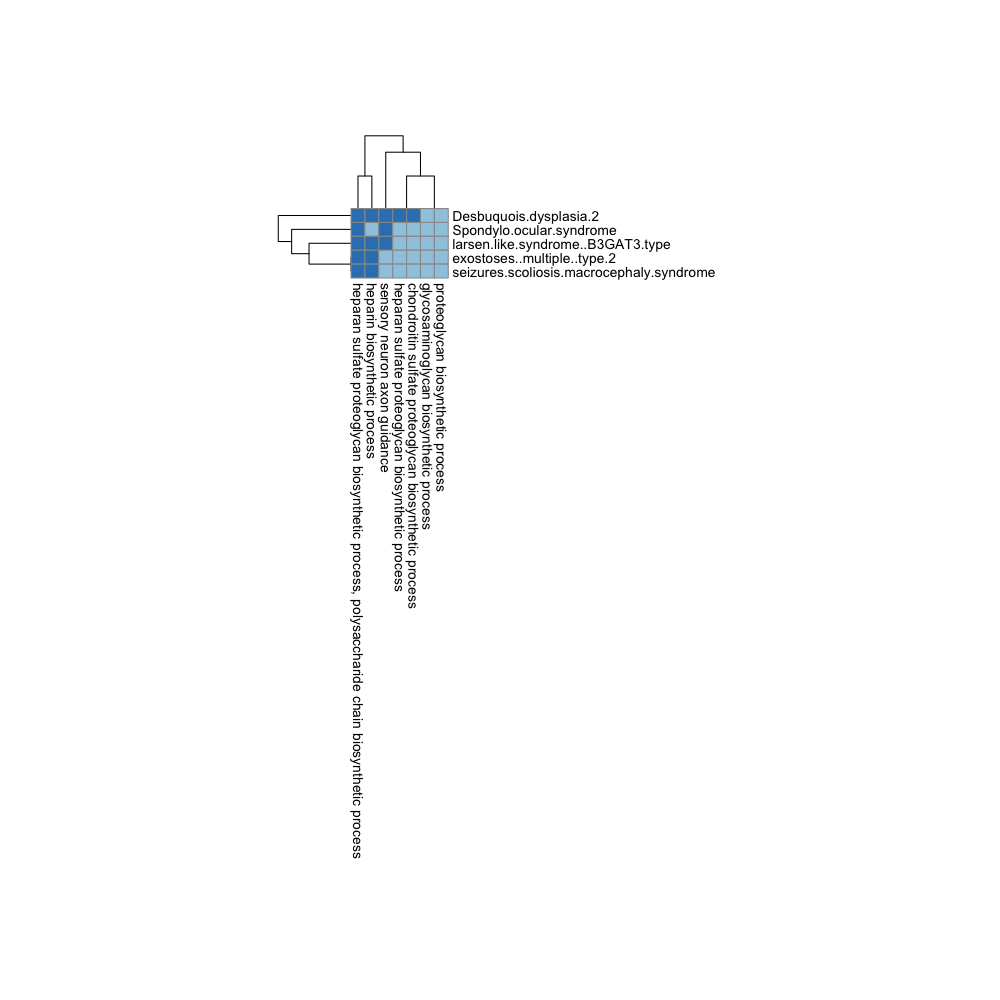 Desbuquois.dysplasia.2
Spondylo.ocular.syndrome
larsen.like.syndrome..B3GAT3.type
exostoses..multiple..type.2
seizures.scoliosis.macrocephaly.syndrome
heparan sulfate proteoglycan biosynthetic process, polysaccharide chain biosynthetic process
heparin biosynthetic process
sensory neuron axon guidance
heparan sulfate proteoglycan biosynthetic process
chondroitin sulfate proteoglycan biosynthetic process
glycosaminoglycan biosynthetic process
proteoglycan biosynthetic process